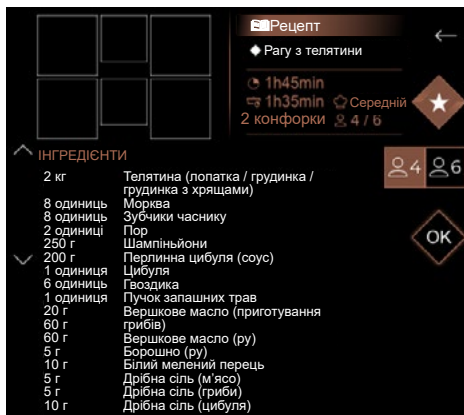 Рецепт
Рагу з телятини
1h45min
1h35min Середній
2 конфорки 4 / 6
ІНГРЕДІЄНТИ
4 6
2 кг Телятина (лопатка / грудинка /
грудинка з хрящами)
8 одиниць Морква
8 одиниць Зубчики часнику
2 одиниці Пор
250 г Шампіньйони
200 г Перлинна цибуля (соус)
1 одиниця Цибуля
6 одиниць Гвоздика
1 одиниця Пучок запашних трав
20 г Вершкове масло (приготування
60 г грибів)
60 г Вершкове масло (ру)
5 г Борошно (ру)
10 г Білий мелений перець
5 г Дрібна сіль (м’ясо)
5 г Дрібна сіль (гриби)
10 г Дрібна сіль (цибуля)
OK